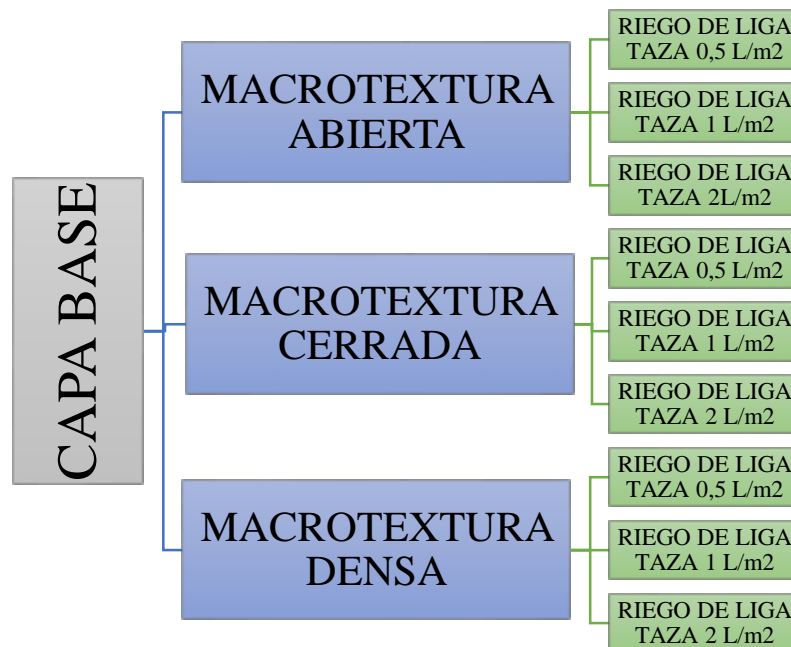 CAPA BASE
MACROTEXTURA
ABIERTA
RIEGO DE LIGA
TAZA 0,5 L/m2
RIEGO DE LIGA
TAZA 1 L/m2
RIEGO DE LIGA
TAZA 2L/m2
MACROTEXTURA
CERRADA
RIEGO DE LIGA
TAZA 0,5 L/m2
RIEGO DE LIGA
TAZA 1 L/m2
RIEGO DE LIGA
TAZA 2 L/m2
MACROTEXTURA
DENSA
RIEGO DE LIGA
TAZA 0,5 L/m2
RIEGO DE LIGA
TAZA 1 L/m2
RIEGO DE LIGA
TAZA 2 L/m2